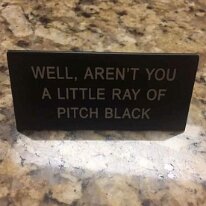 WELL, AREN'T YOU
A LITTLE RAY OF
PITCH BLACK